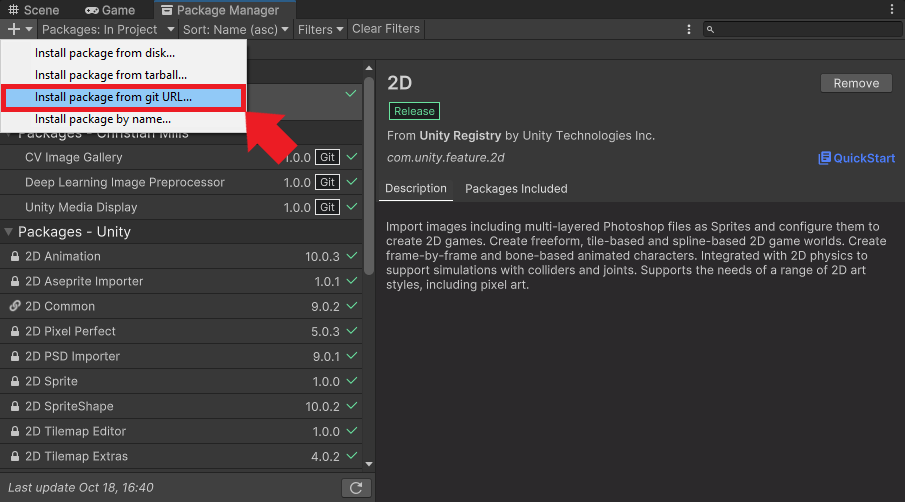 Scene Game Package Manager
Packages: In Project Sort: Name (asc) Filters Clear Filters
Install package from disk...
Install package from tarball...
Install package from git URL...
Install package by name...
Packages - Christian Mills
CV Image Gallery 1.0.0 Git
Deep Learning Image Preprocessor 1.0.0 Git
Unity Media Display 1.0.0 Git
Packages - Unity
2D Animation 10.0.3
2D Aseprite Importer 1.0.1
2D Common 9.0.2
2D Pixel Perfect 5.0.3
2D PSD Importer 9.0.1
2D Sprite 1.0.0
2D SpriteShape 10.0.2
2D Tilemap Editor 1.0.0
2D Tilemap Extras 4.0.2
Last update Oct 18, 16:40
2D
Remove
Release
From Unity Registry by Unity Technologies Inc.
com.unity.feature.2d
QuickStart
Description Packages Included
Import images including multi-layered Photoshop files as Sprites and configure them to
create 2D games. Create freeform, tile-based and spline-based 2D game worlds. Create
frame-by-frame and bone-based animated characters. Integrated with 2D physics to
support simulations with colliders and joints. Supports the needs of a range of 2D art
styles, including pixel art.